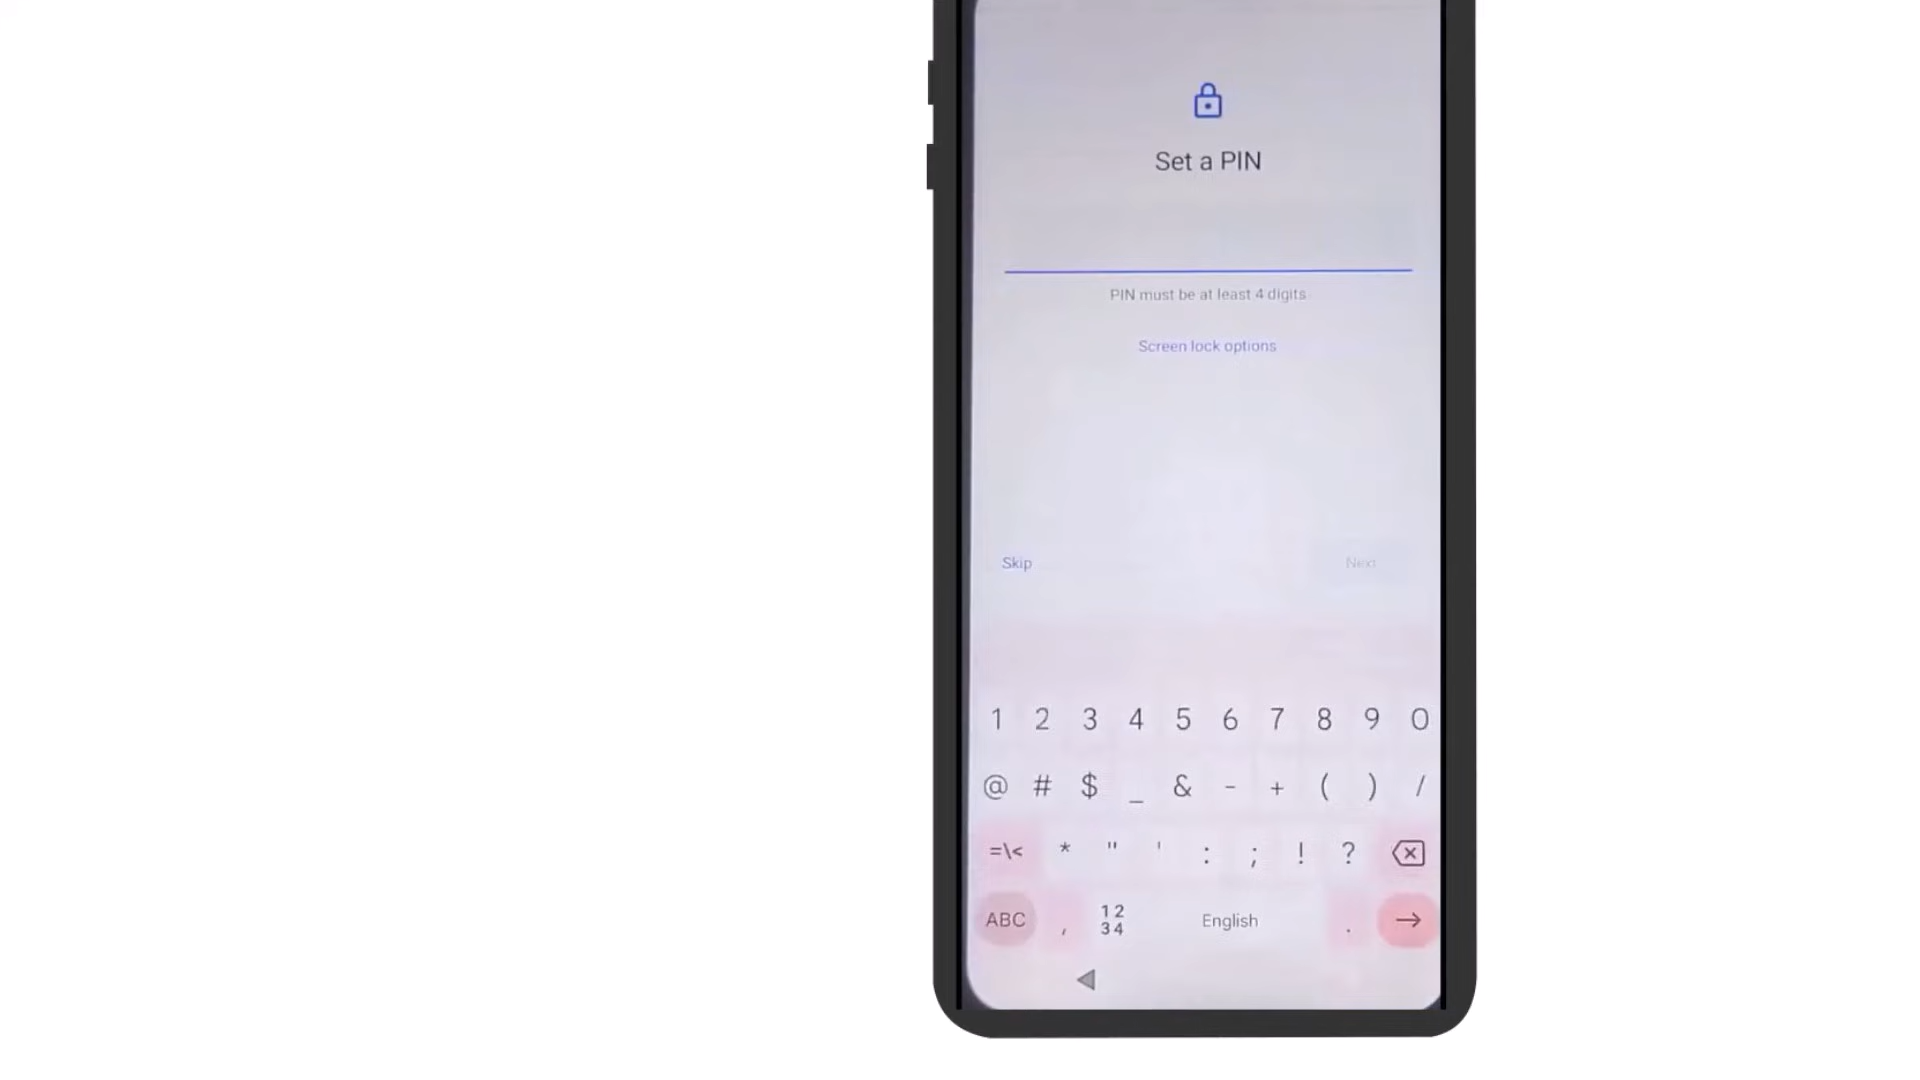 Set a PIN
PIN must be at least 4 digits
Screen lock options
Skip
Next
1 2 3 4 5 6 7 8 9 0
@ # $ _ & - + ( ) /
=\< * " ' : ; ! ?
ABC , 1 2 3 4 English .